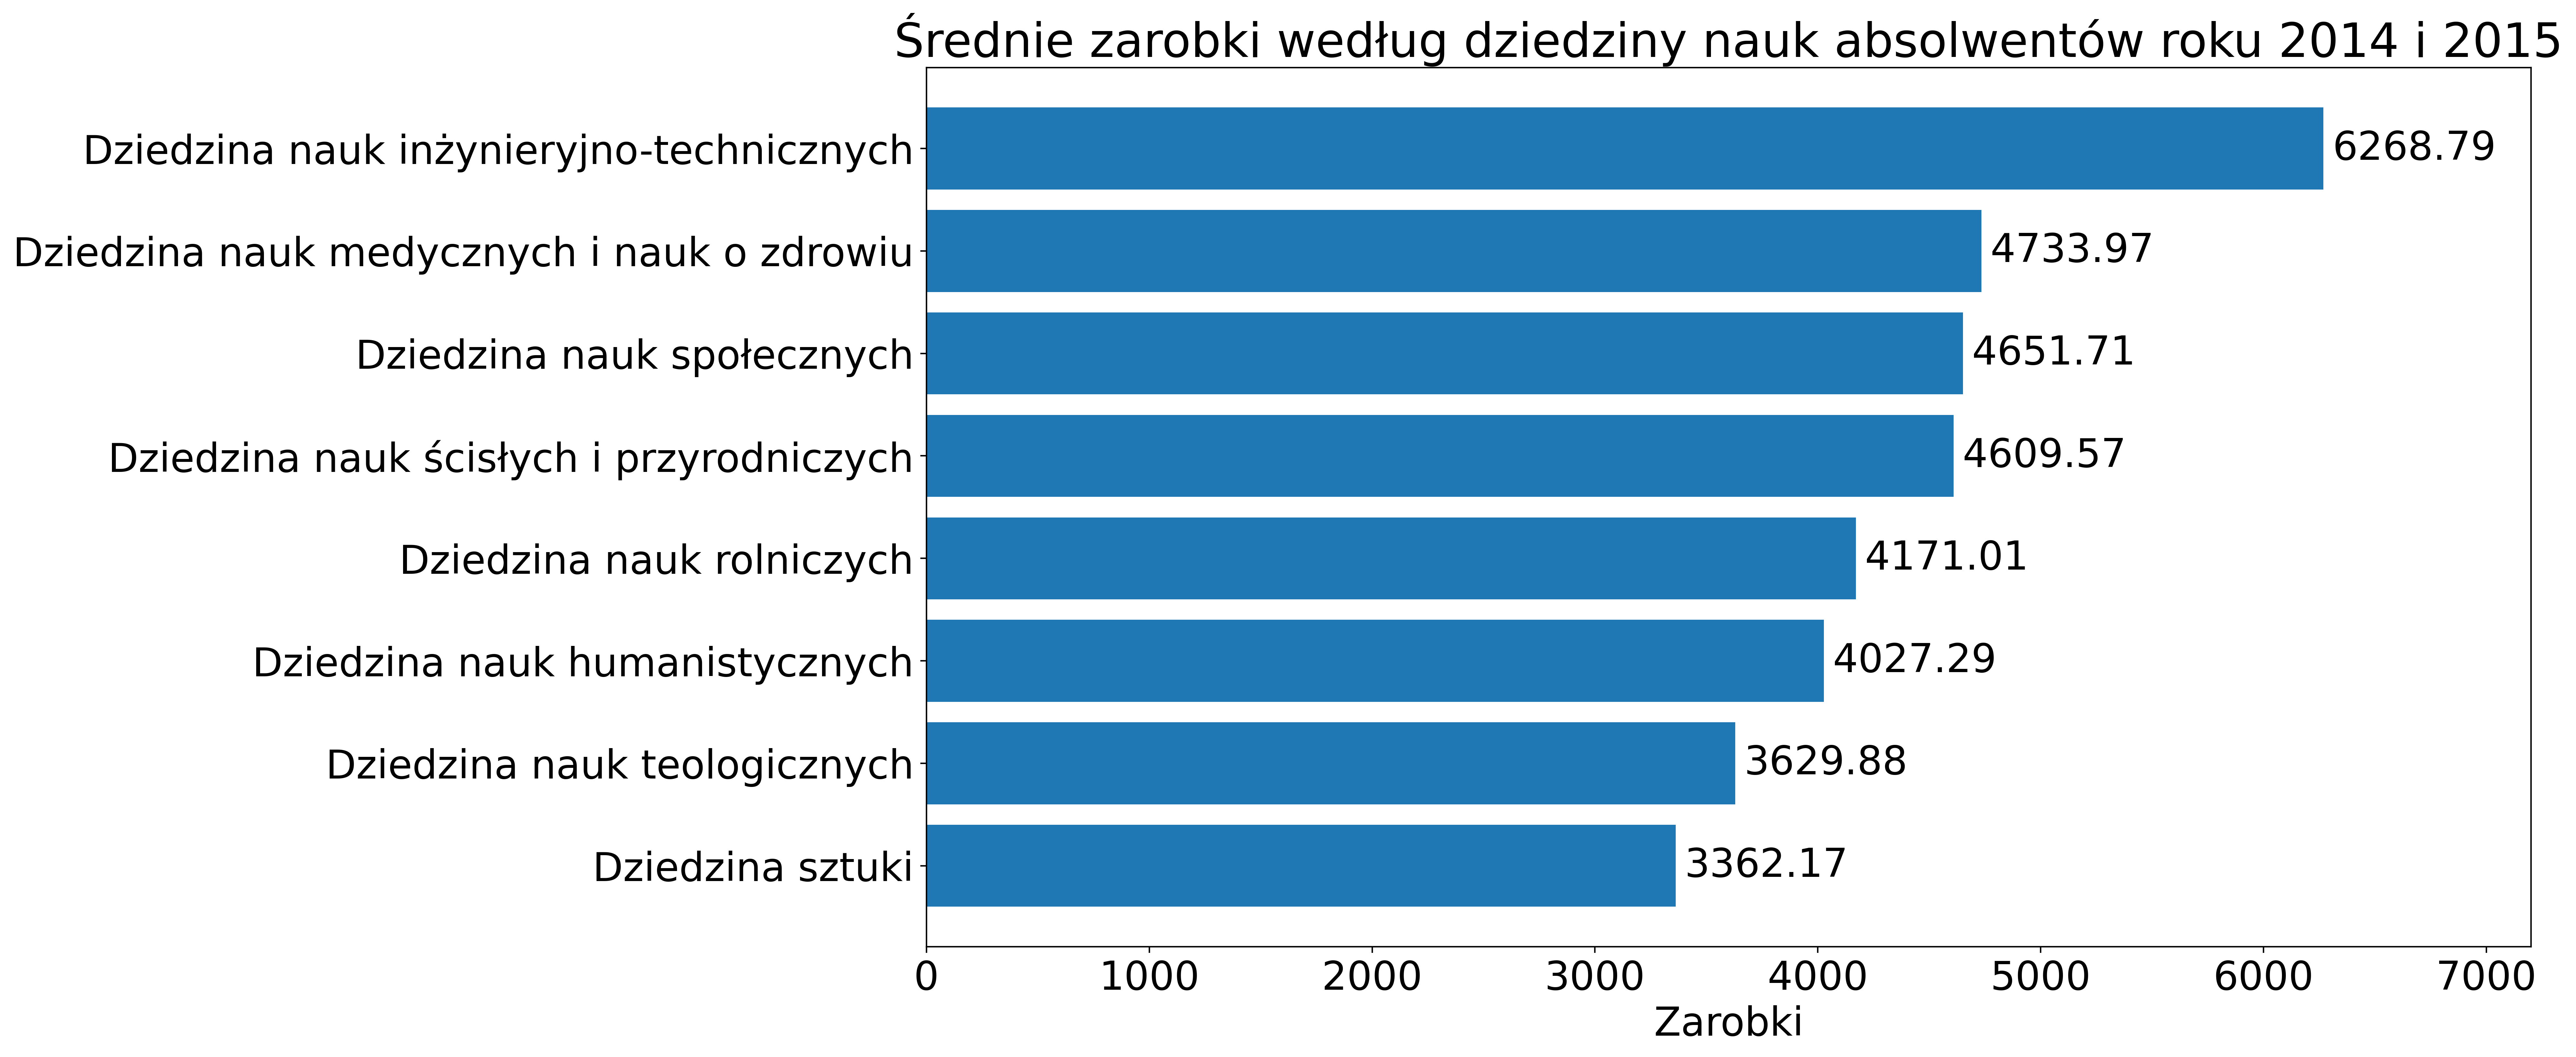 Średnie zarobki według dziedziny nauk absolwentów roku 2014 i 2015
Dziedzina nauk inżynieryjno-technicznych 6268.79
Dziedzina nauk medycznych i nauk o zdrowiu 4733.97
Dziedzina nauk społecznych 4651.71
Dziedzina nauk ścisłych i przyrodniczych 4609.57
Dziedzina nauk rolniczych 4171.01
Dziedzina nauk humanistycznych 4027.29
Dziedzina nauk teologicznych 3629.88
Dziedzina sztuki 3362.17
0 1000 2000 3000 4000 5000 6000 7000
Zarobki